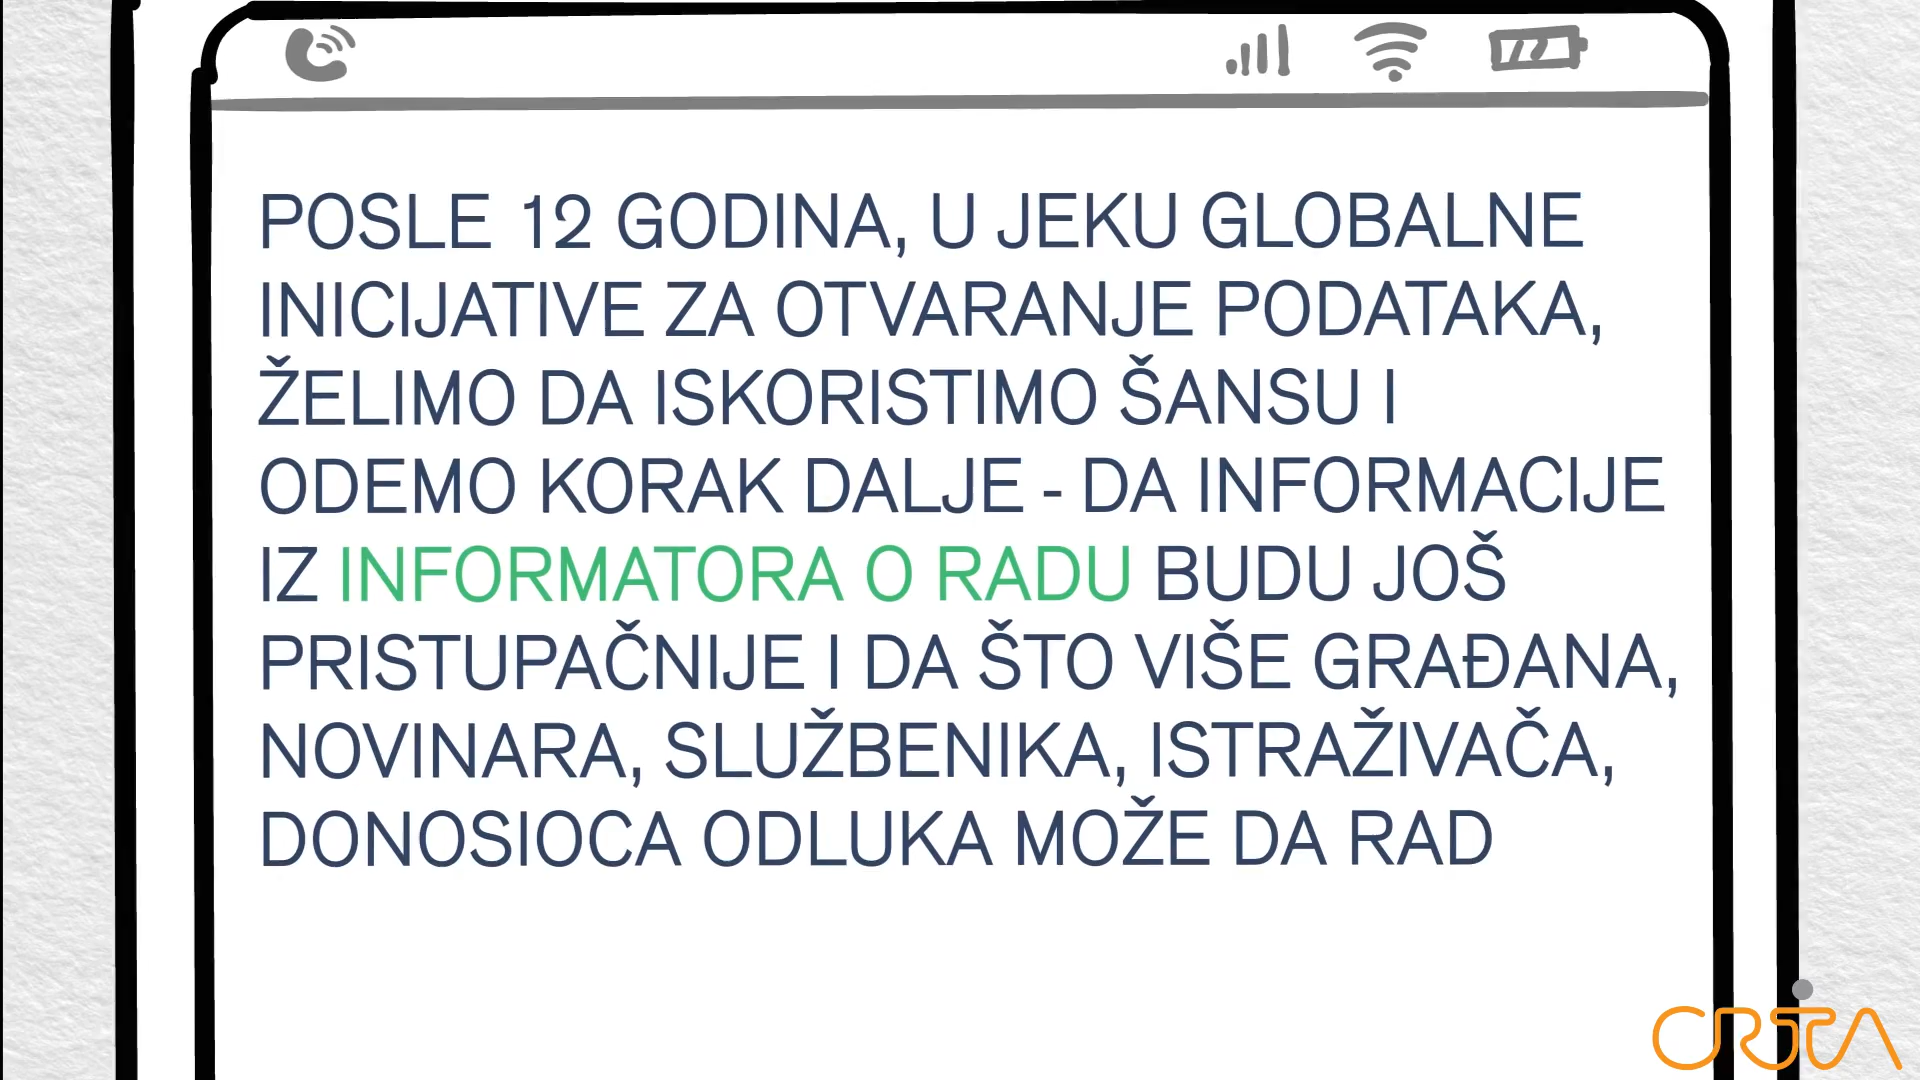 POSLE 12 GODINA, U JEKU GLOBALNE
INICIJATIVE ZA OTVARANJE PODATAKA,
ŽELIMO DA ISKORISTIMO ŠANSU I
ODEMO KORAK DALJE - DA INFORMACIJE
IZ INFORMATORA O RADU BUDU JOŠ
PRISTUPAČNIJE I DA ŠTO VIŠE GRAĐANA,
NOVINARA, SLUŽBENIKA, ISTRAŽIVAČA,
DONOSIOCA ODLUKA MOŽE DA RAD
CRTA